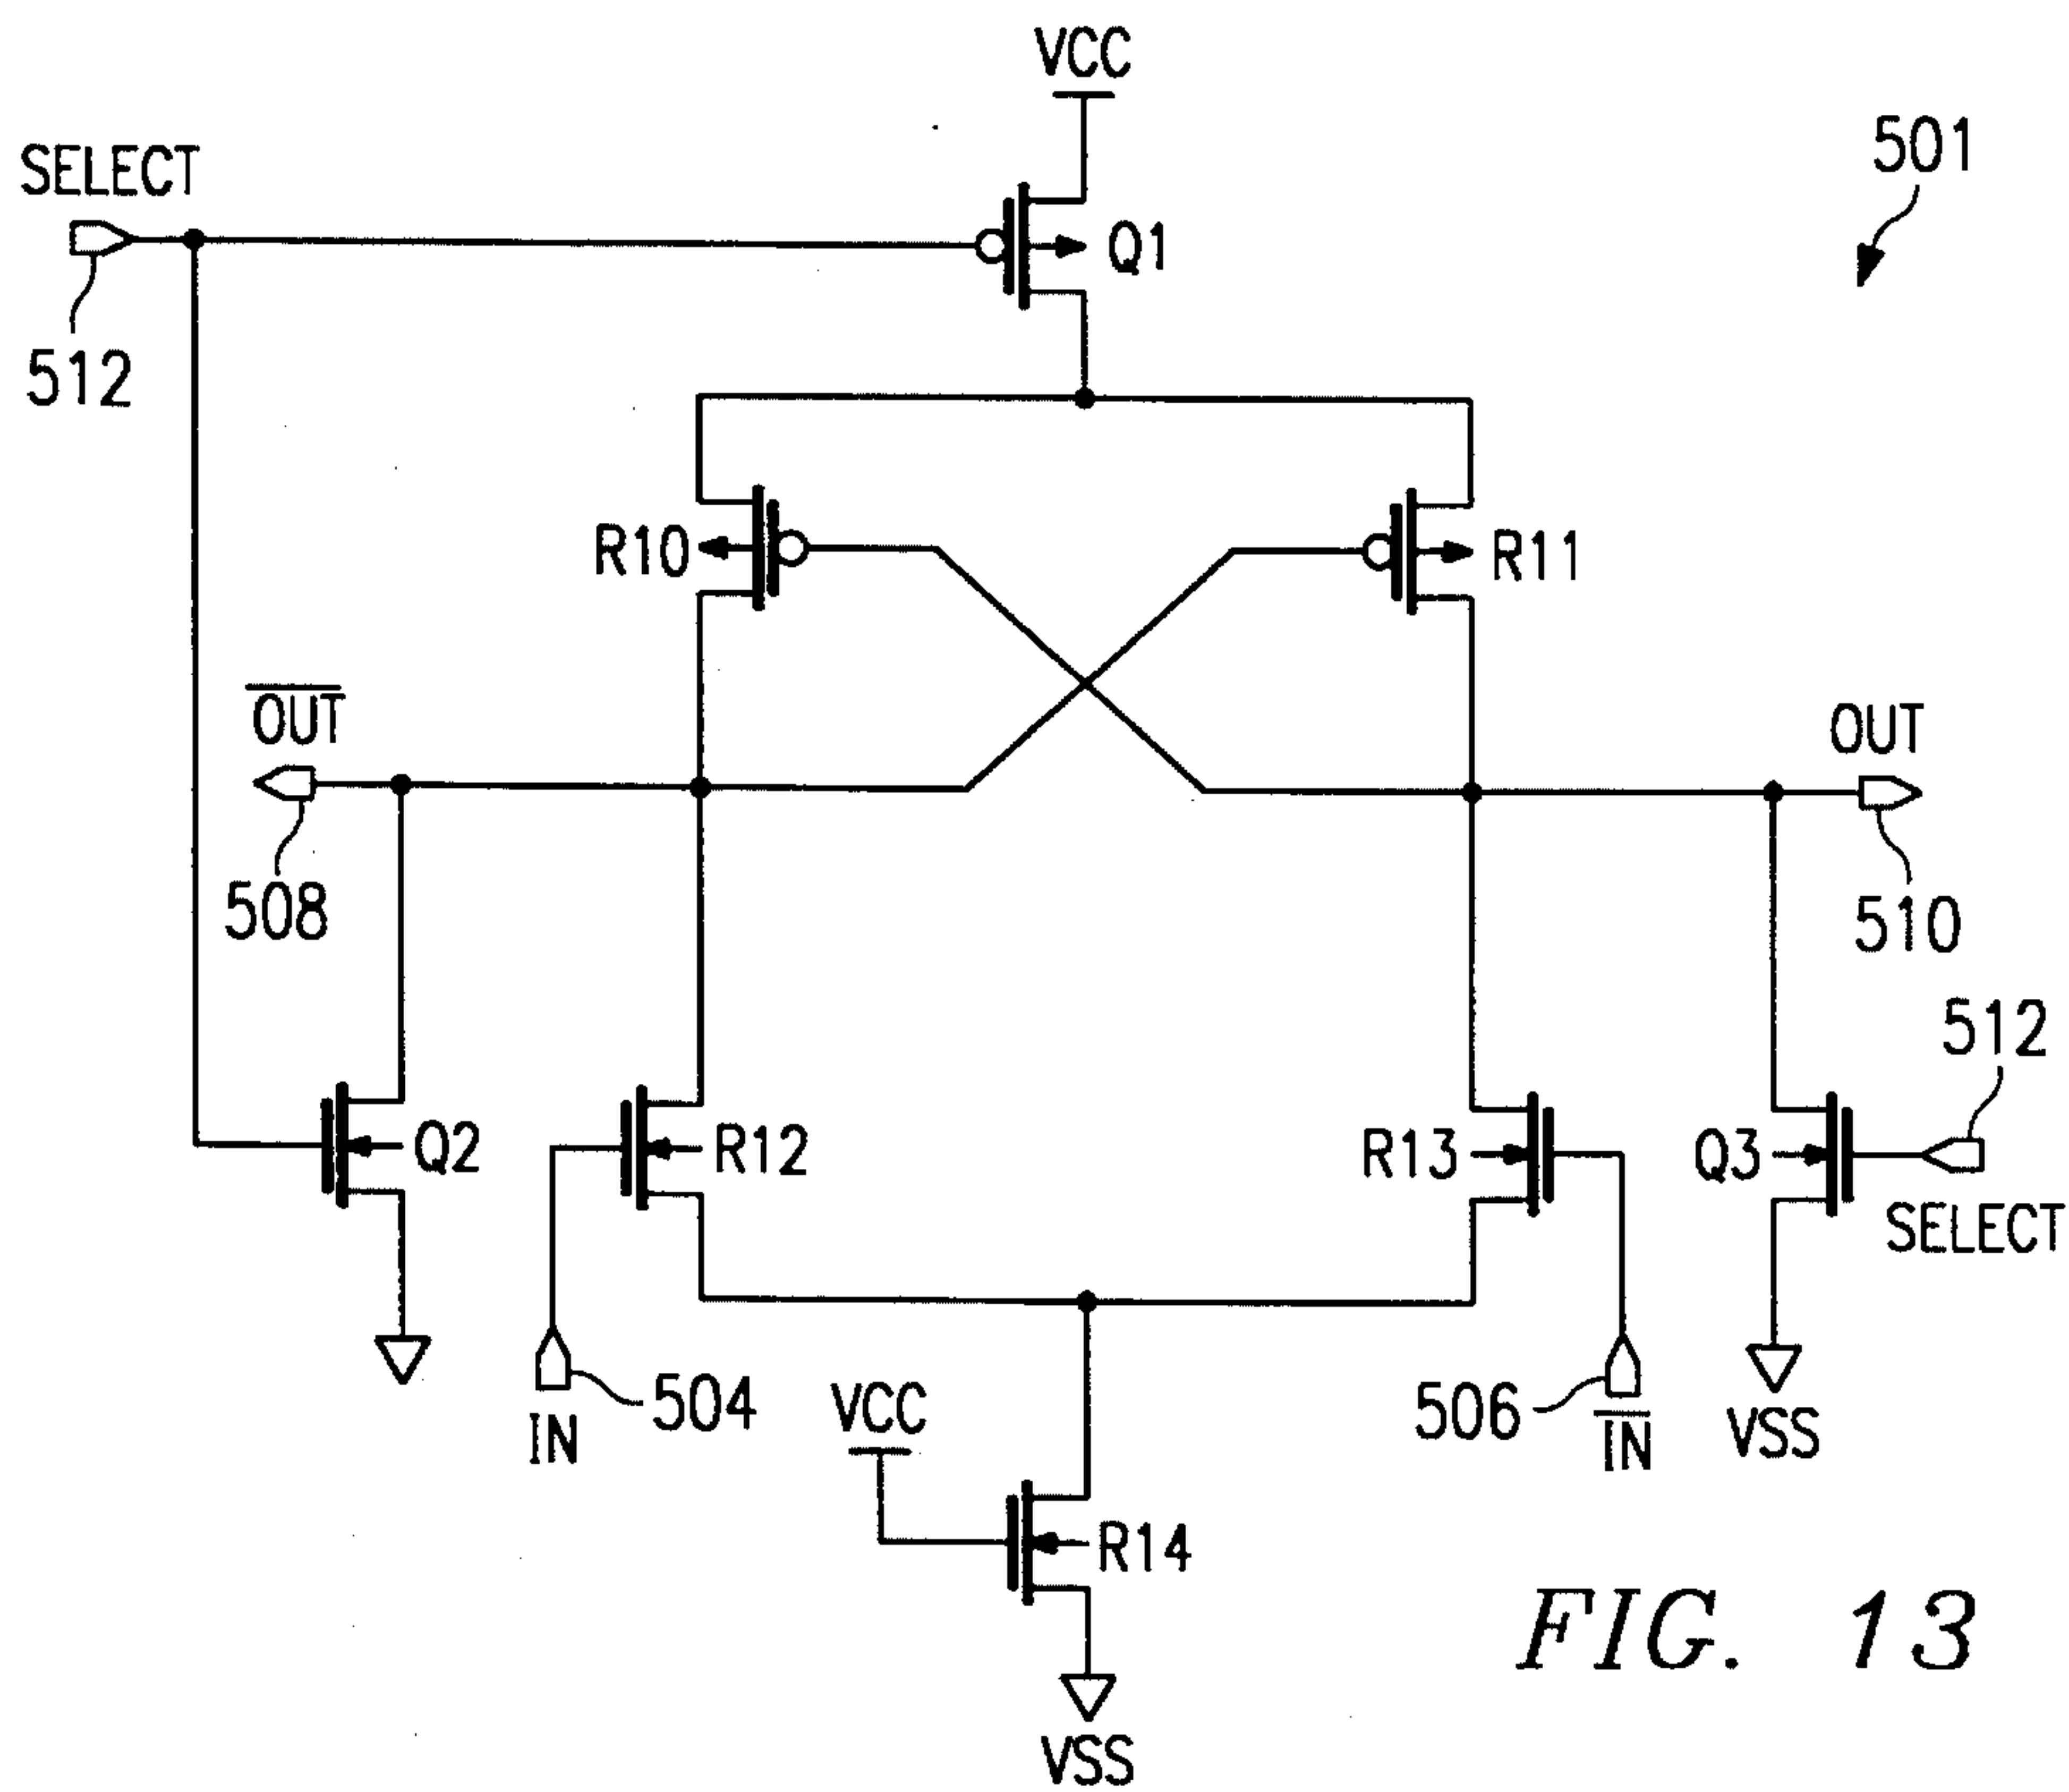 VCC
501
SELECT
Q1
512
R10
R11
OUT
OUT
508
510
512
Q2
R12
R13
Q3
SELECT
504
VCC
506
IN
IN
VSS
R14
FIG. 13
VSS